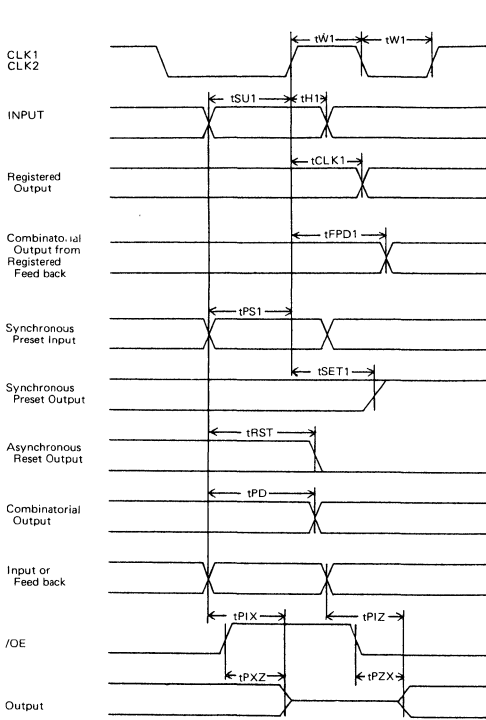 tW1
tW1
CLK1
CLK2
tSU1
tH1
INPUT
tCLK1
Registered
Output
tFPD1
Combinatorial
Output from
Registered
Feed back
tPS1
Synchronous
Preset Input
tSET1
Synchronous
Preset Output
tRST
Asynchronous
Reset Output
tPD
Combinatorial
Output
Input or
Feed back
tPIX
tPIZ
/OE
tPXZ
tPZX
Output